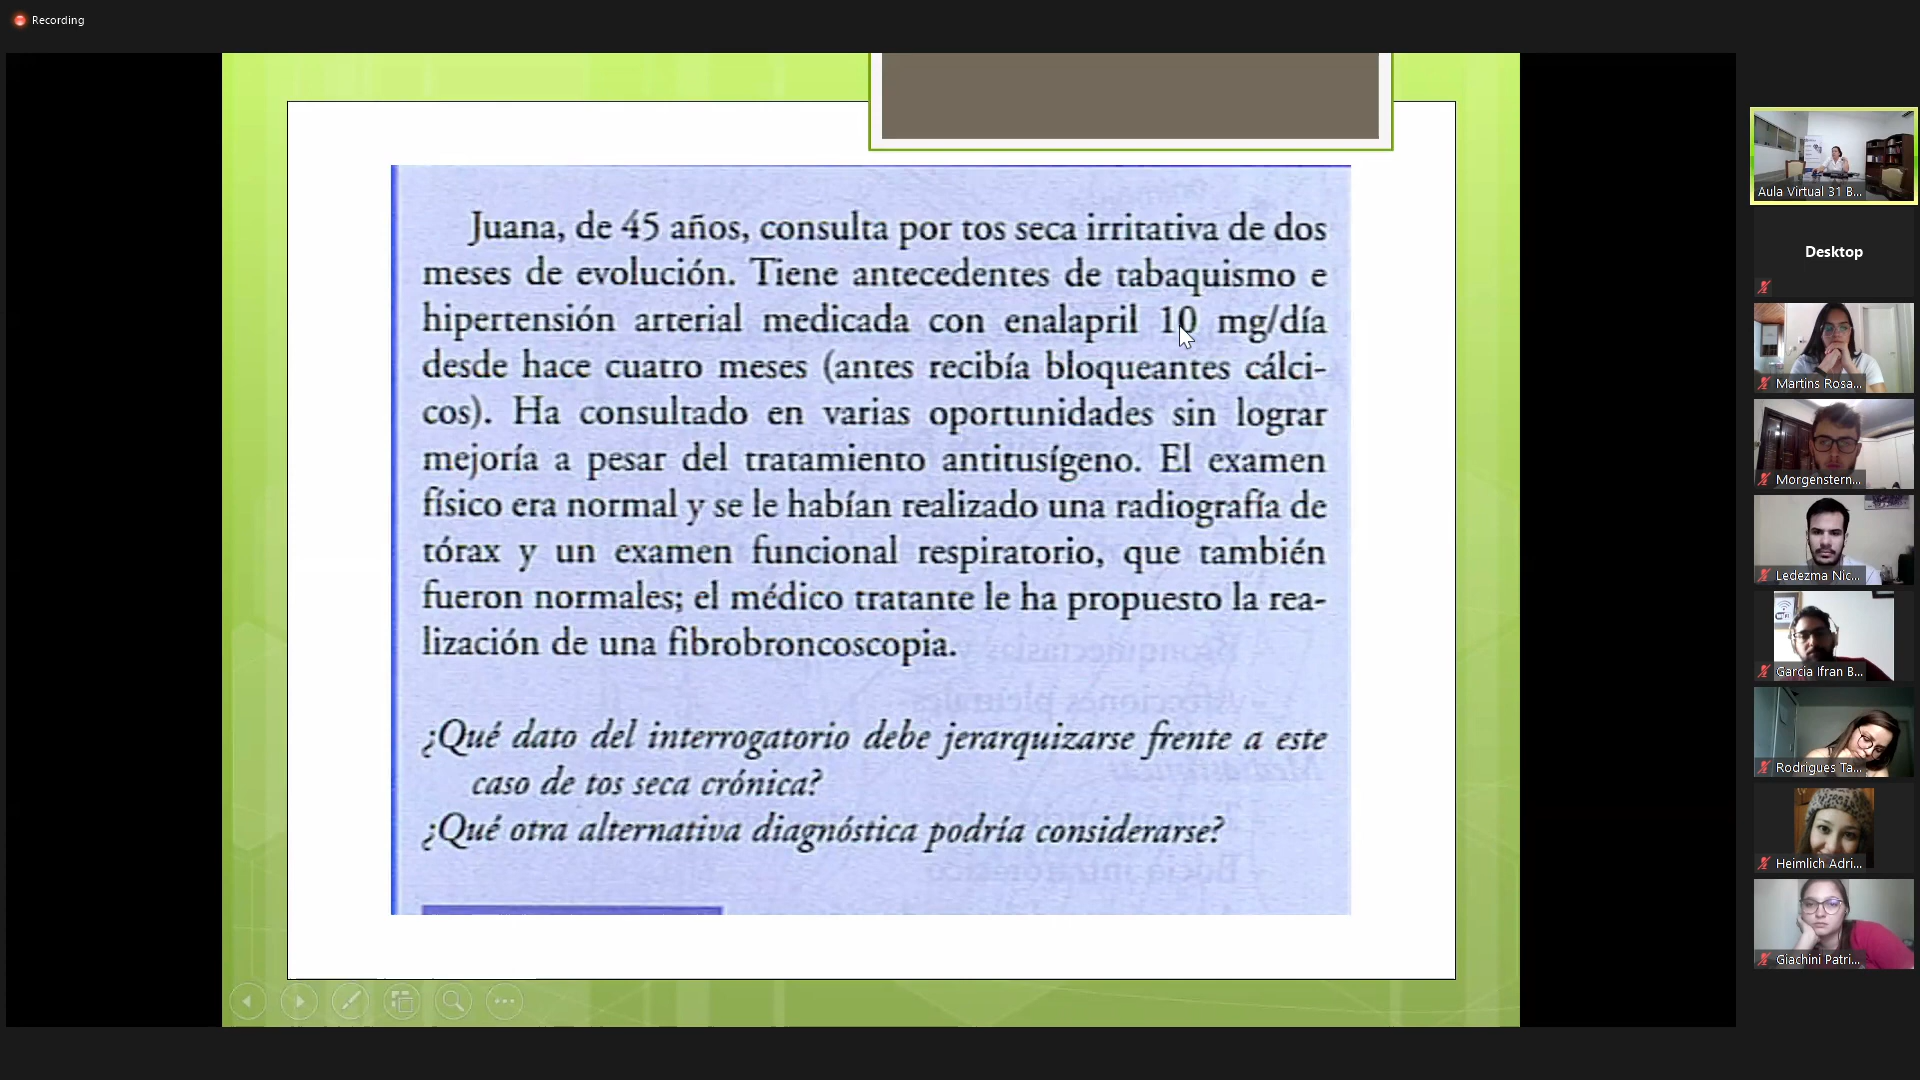 Recording
Juana, de 45 años, consulta por tos seca irritativa de dos
meses de evolución. Tiene antecedentes de tabaquismo e
hipertensión arterial medicada con enalapril 10 mg/día
desde hace cuatro meses (antes recibía bloqueantes cálci-
cos). Ha consultado en varias oportunidades sin lograr
mejoría a pesar del tratamiento antitusígeno. El examen
físico era normal y se le habían realizado una radiografía de
tórax y un examen funcional respiratorio, que también
fueron normales; el médico tratante le ha propuesto la rea-
lización de una fibrobroncoscopia.
¿Qué dato del interrogatorio debe jerarquizarse frente a este
caso de tos seca crónica?
¿Qué otra alternativa diagnóstica podría considerarse?
Aula Virtual 31 B...
Desktop
Martins Rosa...
Morgenstern...
Ledezma Nic...
Garcia Ifran B...
Rodrigues Ta...
Heimlich Adri...
Giachini Patri...